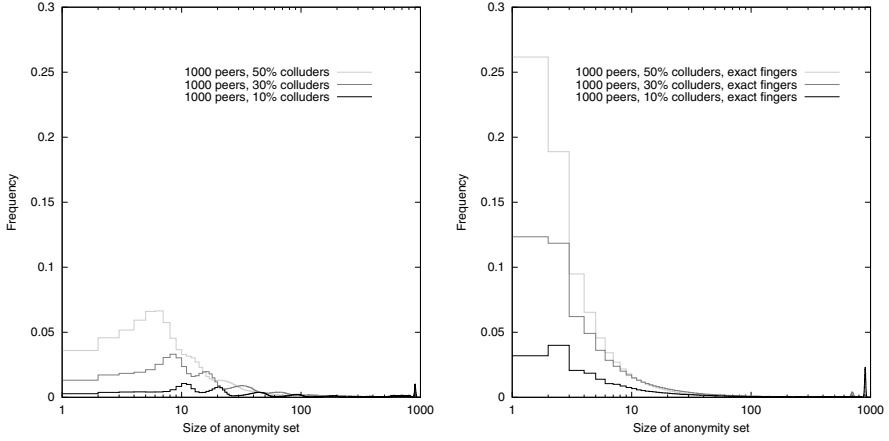 0.3
0.25
0.2
0.15
0.1
0.05
0
Frequency
1000 peers, 50% colluders
1000 peers, 30% colluders
1000 peers, 10% colluders
1
10
100
1000
Size of anonymity set
0.3
0.25
0.2
0.15
0.1
0.05
0
Frequency
1000 peers, 50% colluders, exact fingers
1000 peers, 30% colluders, exact fingers
1000 peers, 10% colluders, exact fingers
1
10
100
1000
Size of anonymity set